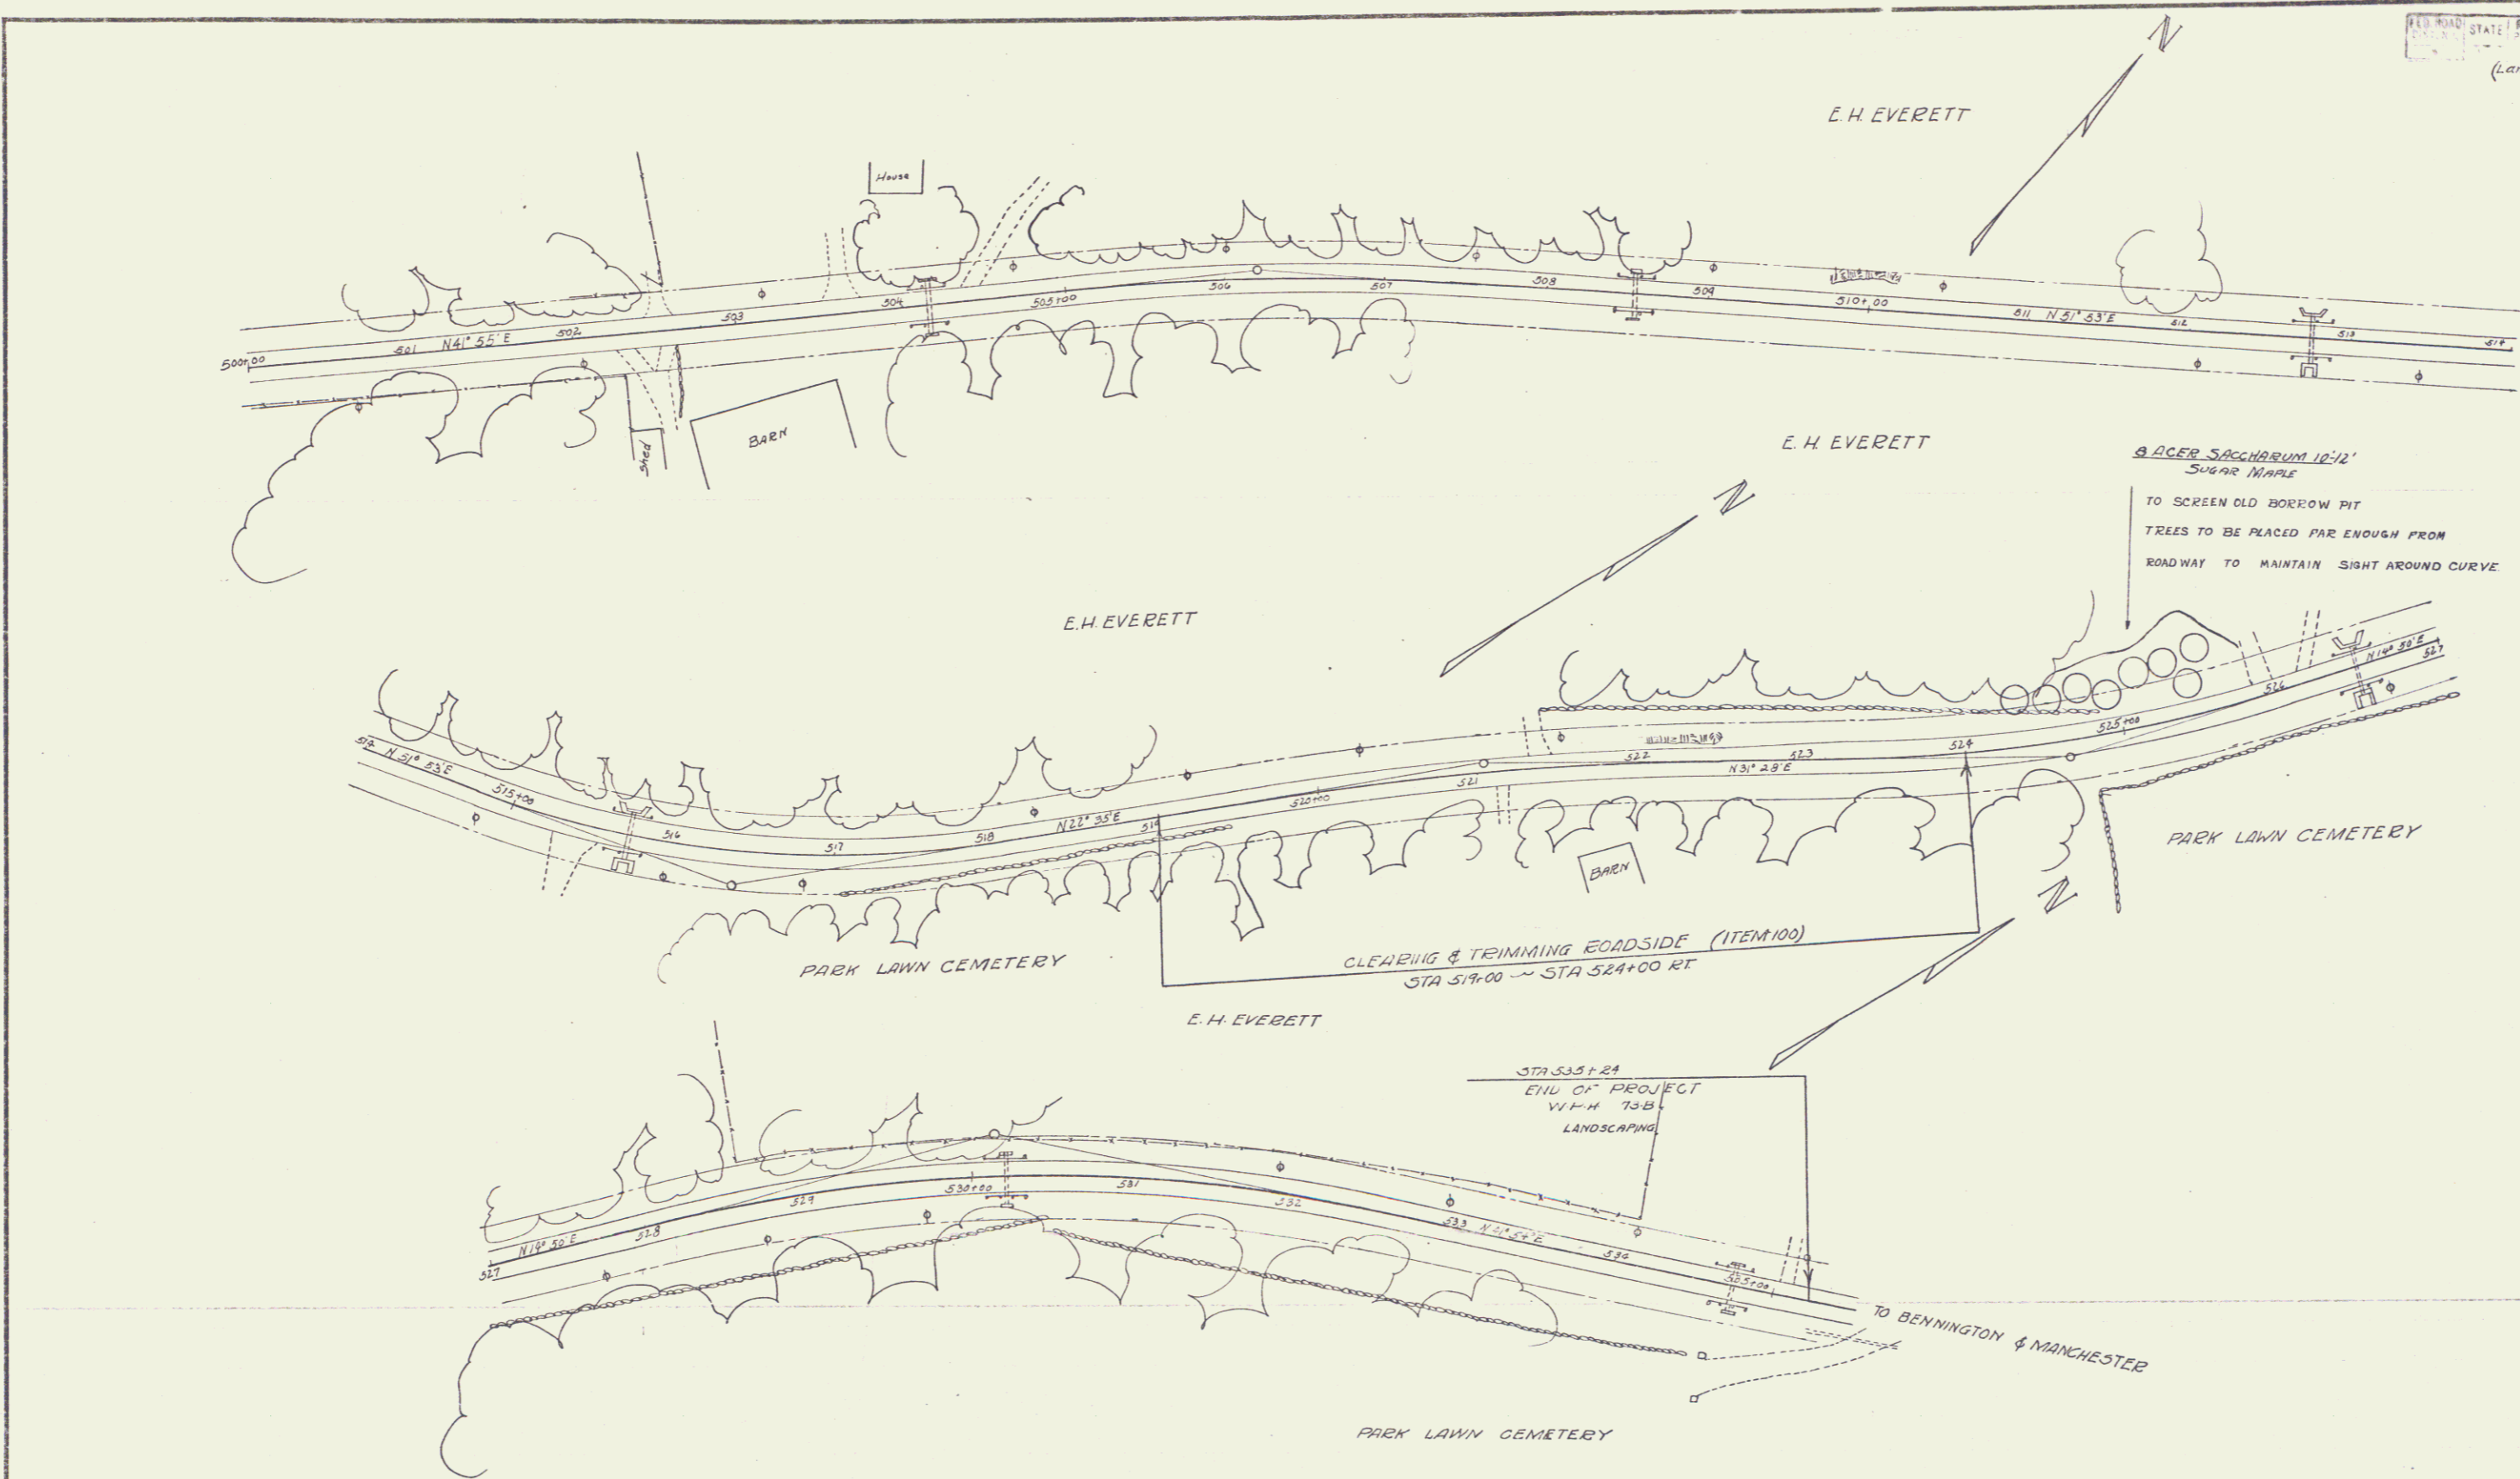 STATE
(Lan
N
E.H. EVERETT
House
500+00
501
N41° 55' E
502
503
504
505+00
506
507
508
509
510+00
511
N 51° 53' E
512
513
514
Shed
BARN
E. H. EVERETT
8 ACER SACCHARUM 10'-12'
SUGAR MAPLE
TO SCREEN OLD BORROW PIT
TREES TO BE PLACED FAR ENOUGH FROM
ROADWAY TO MAINTAIN SIGHT AROUND CURVE.
N
E.H. EVERETT
514
N 51° 53' E
515+00
516
517
518
N22° 35' E
519
520+00
521
522
N31° 28' E
523
524
525+00
526
N14° 50' E
527
BARN
PARK LAWN CEMETERY
PARK LAWN CEMETERY
CLEARING & TRIMMING ROADSIDE (ITEM 100)
STA 519+00 ~ STA 524+00 RT.
N
E.H. EVERETT
STA 535+24
END OF PROJECT
73-B
LANDSCAPING
527
N14° 50' E
528
529
530+00
531
532
533
534
535+00
TO BENNINGTON & MANCHESTER
PARK LAWN CEMETERY